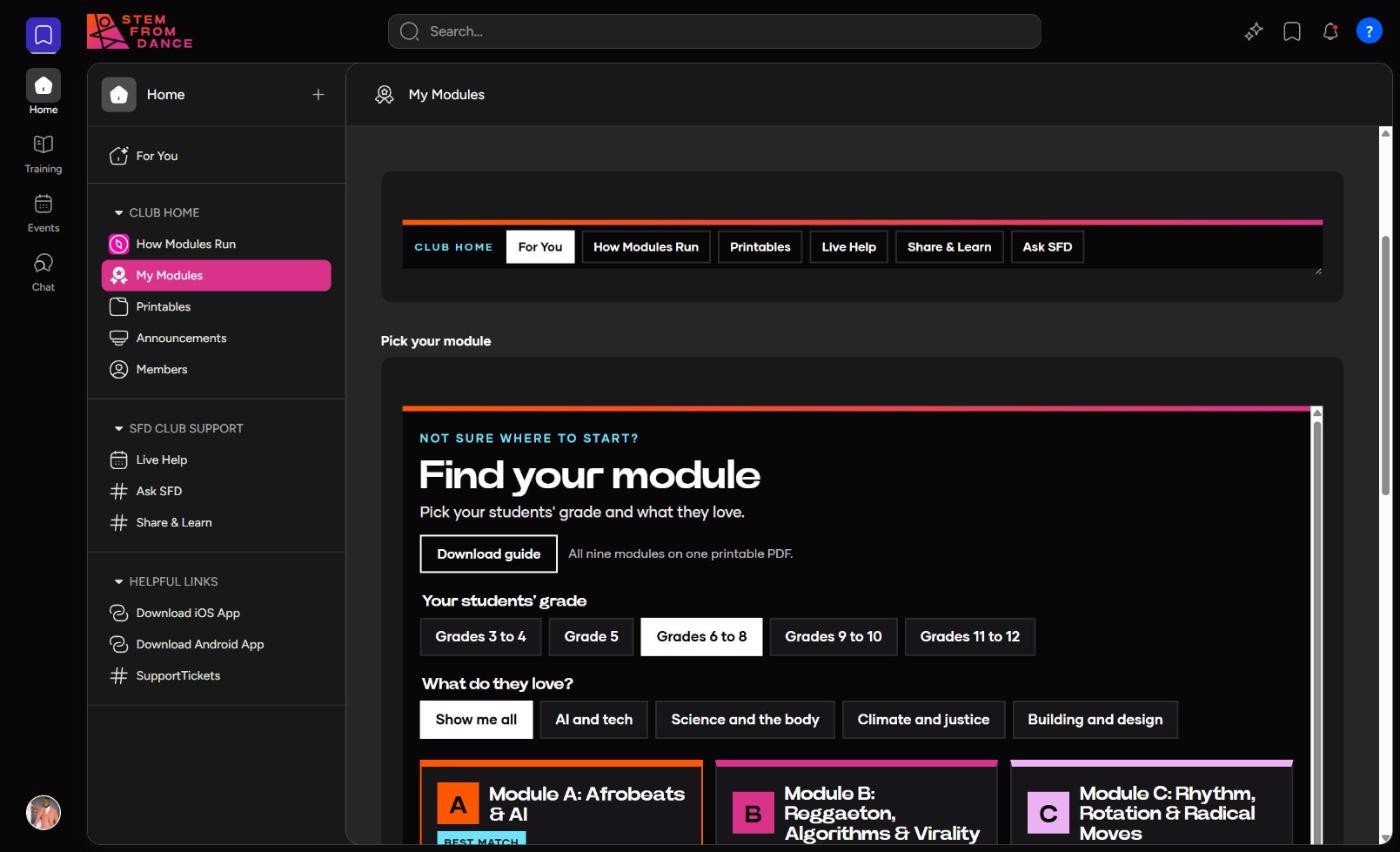 STEM
FROM
DANCE
Search...
?
Home
Training
Events
Chat
Home
For You
CLUB HOME
How Modules Run
My Modules
Printables
Announcements
Members
SFD CLUB SUPPORT
Live Help
Ask SFD
Share & Learn
HELPFUL LINKS
Download iOS App
Download Android App
SupportTickets
My Modules
CLUB HOME For You How Modules Run Printables Live Help Share & Learn Ask SFD
Pick your module
NOT SURE WHERE TO START?
Find your module
Pick your students' grade and what they love.
Download guide All nine modules on one printable PDF.
Your students' grade
Grades 3 to 4 Grade 5 Grades 6 to 8 Grades 9 to 10 Grades 11 to 12
What do they love?
Show me all AI and tech Science and the body Climate and justice Building and design
A
Module A: Afrobeats
& AI
BEST MATCH
B
Module B:
Reggaeton,
Algorithms & Virality
C
Module C: Rhythm,
Rotation & Radical
Moves